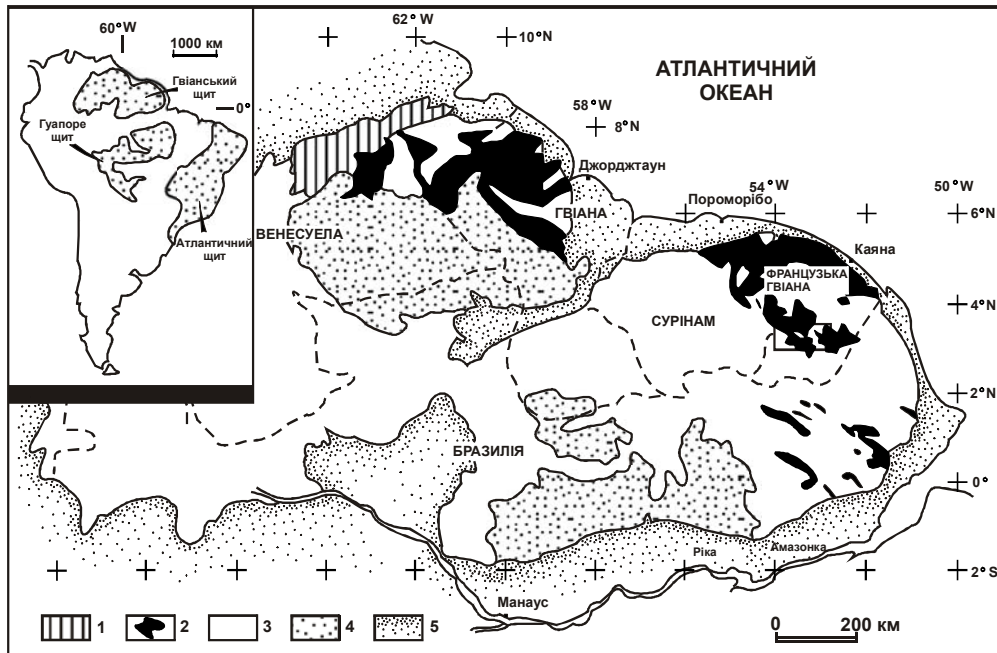 60°W
1000 км
Гвіанський
щит
0°
Гуапоре
щит
Атлантичний
щит
62°W
10°N
АТЛАНТИЧНИЙ
ОКЕАН
58°W
8°N
Джорджтаун
54°W
50°W
Пороморібо
6°N
ГВІАНА
ВЕНЕСУЕЛА
Каяна
ФРАНЦУЗЬКА
ГВІАНА
4°N
СУРІНАМ
2°N
БРАЗИЛІЯ
0°
Ріка
Амазонка
2°S
Манаус
1
2
3
4
5
0
200 км